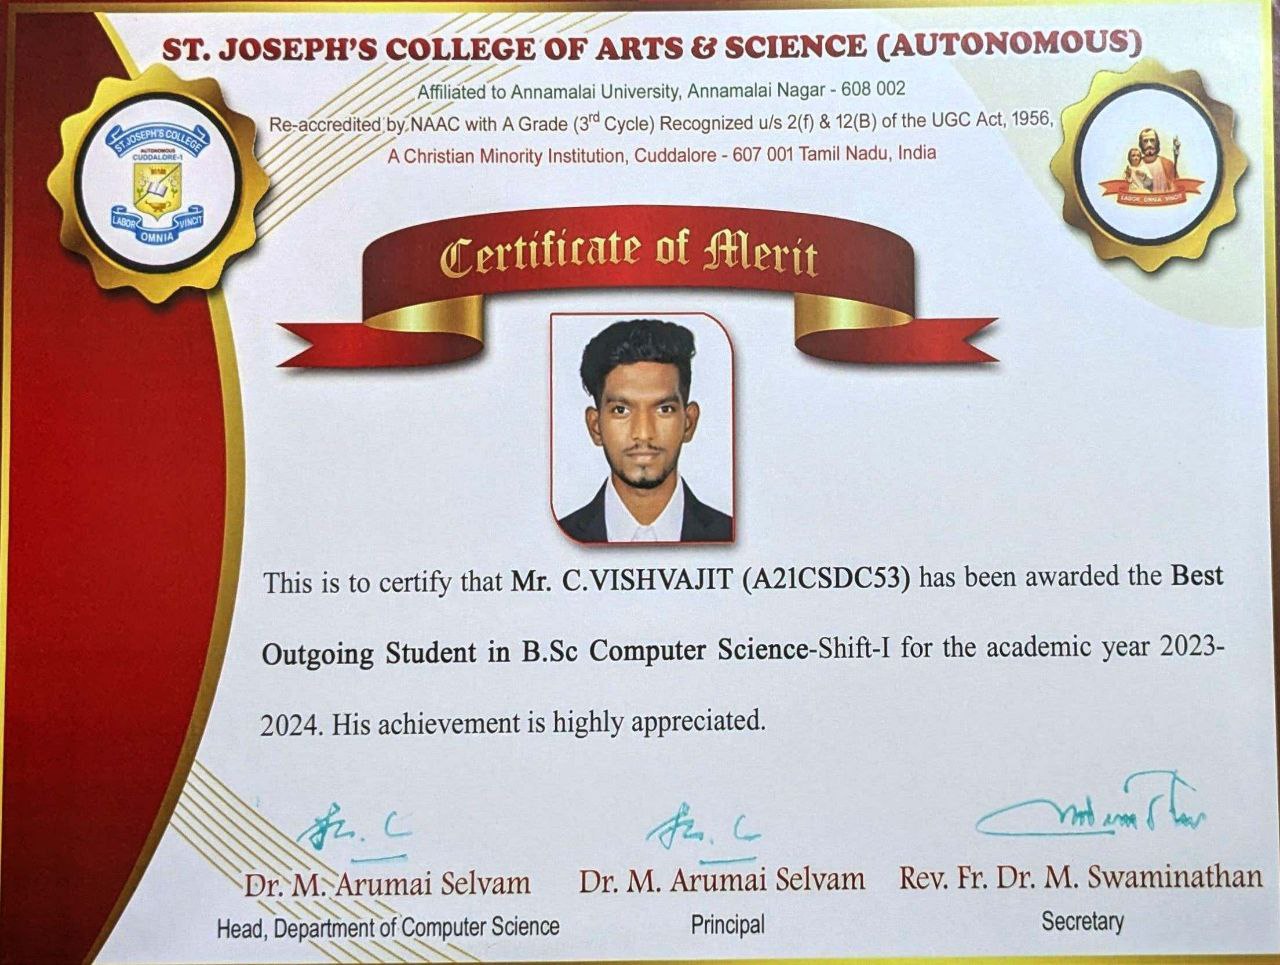 ST. JOSEPH'S COLLEGE OF ARTS & SCIENCE (AUTONOMOUS)
Affiliated to Annamalai University, Annamalai Nagar - 608 002
Re-accredited by NAAC with A Grade (3rd Cycle) Recognized u/s 2(f) & 12(B) of the UGC Act, 1956,
A Christian Minority Institution, Cuddalore - 607 001 Tamil Nadu, India
ST.JOSEPH'S COLLEGE
AUTONOMOUS
CUDDALORE-1
LABOR OMNIA VINCIT
LABOR OMNIA VINCIT
Certificate of Merit
This is to certify that Mr. C.VISHVAJIT (A21CSDC53) has been awarded the Best
Outgoing Student in B.Sc Computer Science-Shift-I for the academic year 2023-
2024. His achievement is highly appreciated.
Dr. M. Arumai Selvam
Head, Department of Computer Science
Dr. M. Arumai Selvam
Principal
Rev. Fr. Dr. M. Swaminathan
Secretary